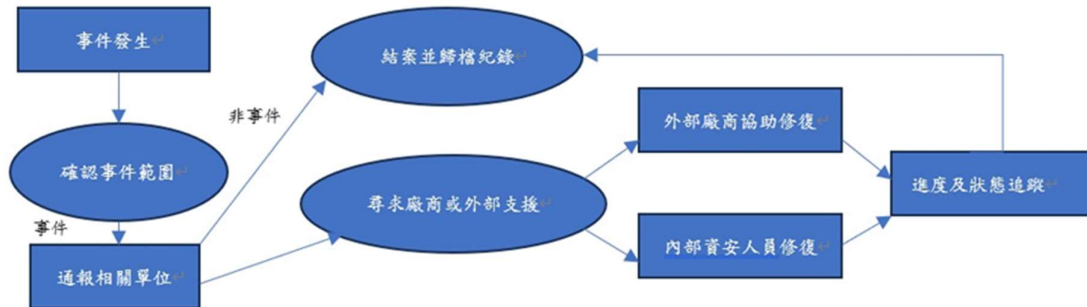 事件發生
結案並歸檔紀錄
非事件
外部廠商協助修復
確認事件範圍
進度及狀態追蹤
尋求廠商或外部支援
事件
內部資安人員修復
通報相關單位